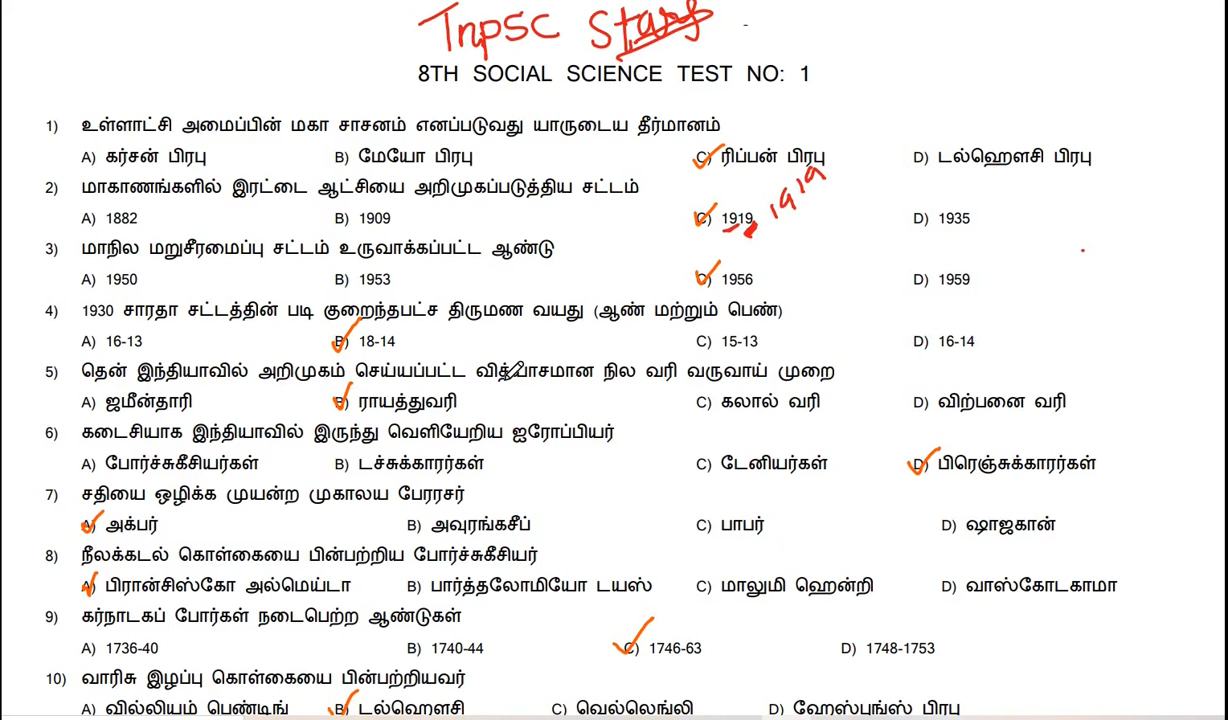 Tnpsc Stars
8TH SOCIAL SCIENCE TEST NO: 1
1) உள்ளாட்சி அமைப்பின் மகா சாசனம் எனப்படுவது யாருடைய தீர்மானம்
A) கர்சன் பிரபு B) மேயோ பிரபு C) ரிப்பன் பிரபு D) டல்ஹௌசி பிரபு
2) மாகாணங்களில் இரட்டை ஆட்சியை அறிமுகப்படுத்திய சட்டம்
A) 1882 B) 1909 C) 1919 1919 D) 1935
3) மாநில மறுசீரமைப்பு சட்டம் உருவாக்கப்பட்ட ஆண்டு
A) 1950 B) 1953 C) 1956 D) 1959
4) 1930 சாரதா சட்டத்தின் படி குறைந்தபட்ச திருமண வயது (ஆண் மற்றும் பெண்)
A) 16-13 B) 18-14 C) 15-13 D) 16-14
5) தென் இந்தியாவில் அறிமுகம் செய்யப்பட்ட வித்யாசமான நில வரி வருவாய் முறை
A) ஜமீன்தாரி B) ராயத்துவரி C) கலால் வரி D) விற்பனை வரி
6) கடைசியாக இந்தியாவில் இருந்து வெளியேறிய ஐரோப்பியர்
A) போர்ச்சுகீசியர்கள் B) டச்சுக்காரர்கள் C) டேனியர்கள் D) பிரெஞ்சுக்காரர்கள்
7) சதியை ஒழிக்க முயன்ற முகாலய பேரரசர்
A) அக்பர் B) அவுரங்கசீப் C) பாபர் D) ஷாஜகான்
8) நீலக்கடல் கொள்கையை பின்பற்றிய போர்ச்சுகீசியர்
A) பிரான்சிஸ்கோ அல்மெய்டா B) பார்த்தலோமியோ டயஸ் C) மாலுமி ஹென்றி D) வாஸ்கோடகாமா
9) கர்நாடகப் போர்கள் நடைபெற்ற ஆண்டுகள்
A) 1736-40 B) 1740-44 C) 1746-63 D) 1748-1753
10) வாரிசு இழப்பு கொள்கையை பின்பற்றியவர்
A) வில்லியம் பெண்டிங் B) டல்ஹௌசி C) வெல்லெங்லி D) ஹேஸ்புங்ஸ் பிரபு